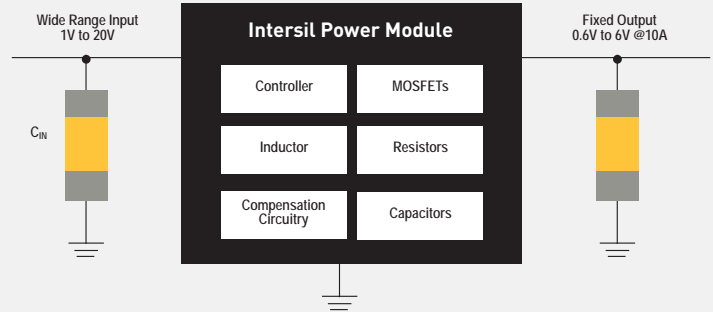 Wide Range Input
1V to 20V
Intersil Power Module
Fixed Output
0.6V to 6V @10A
Controller
MOSFETs
C_IN
Inductor
Resistors
Compensation
Circuitry
Capacitors